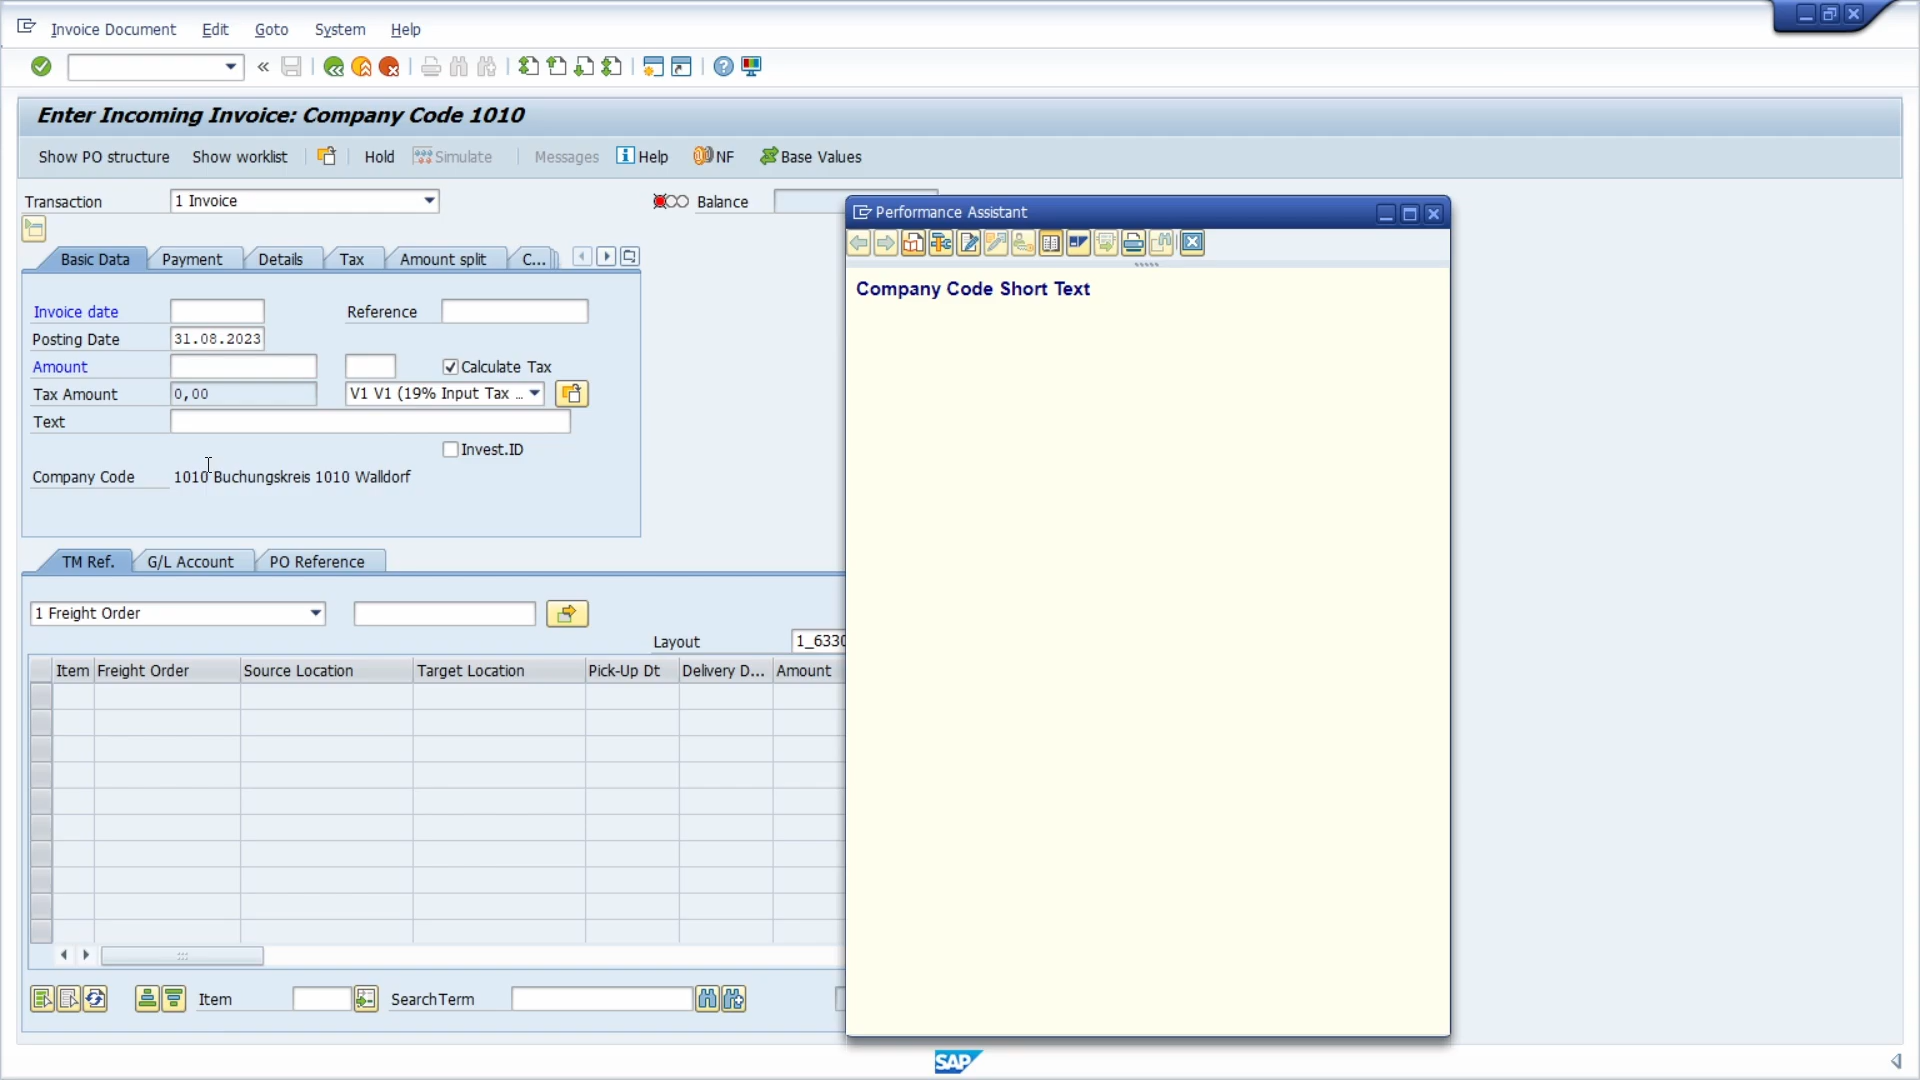 Invoice Document Edit Goto System Help
Enter Incoming Invoice: Company Code 1010
Show PO structure Show worklist Hold Simulate Messages Help NF Base Values
Transaction 1 Invoice Balance
Performance Assistant
Basic Data Payment Details Tax Amount split C...
Company Code Short Text
Invoice date Reference
Posting Date 31.08.2023
Amount Calculate Tax
Tax Amount 0,00 V1 V1 (19% Input Tax ...
Text
Invest.ID
Company Code 1010 Buchungskreis 1010 Walldorf
TM Ref. G/L Account PO Reference
1 Freight Order
Layout 1_6330
Item Freight Order Source Location Target Location Pick-Up Dt Delivery D... Amount
Item SearchTerm
SAP